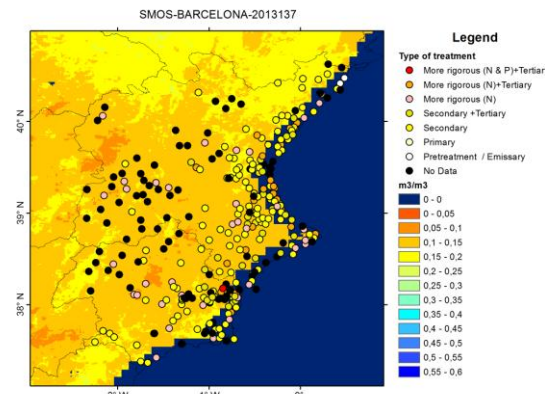 SMOS-BARCELONA-2013137
Legend
Type of treatment
More rigorous (N & P)+Tertiar
More rigorous (N)+Tertiary
More rigorous (N)
Secondary +Tertiary
Secondary
Primary
Pretreatment / Emissary
No Data
m3/m3
0 - 0
0 - 0,05
0,05 - 0,1
0,1 - 0,15
0,15 - 0,2
0,2 - 0,25
0,25 - 0,3
0,3 - 0,35
0,35 - 0,4
0,4 - 0,45
0,45 - 0,5
0,5 - 0,55
0,55 - 0,6
40° N
39° N
38° N